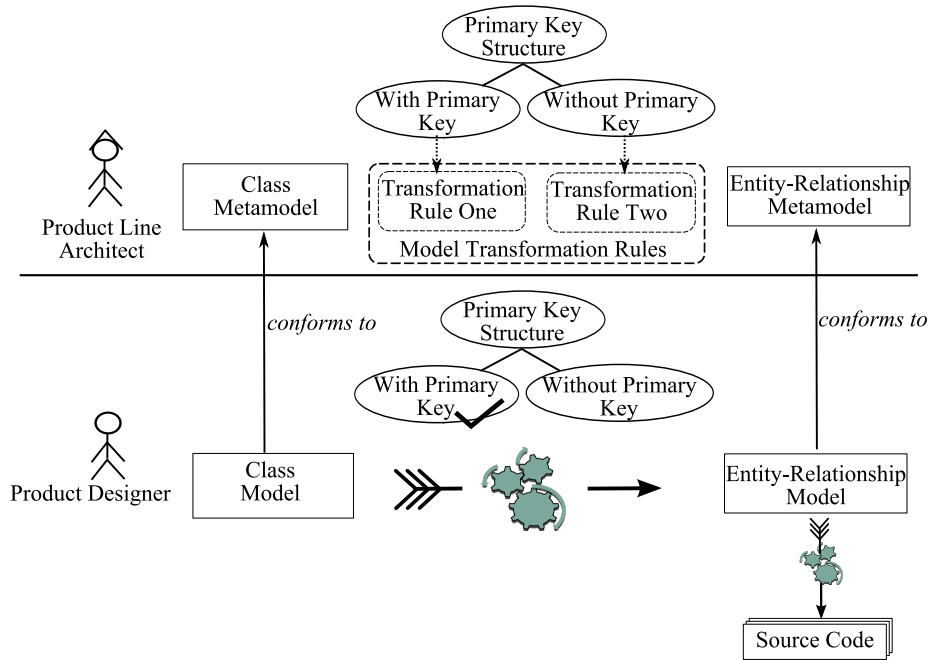 Primary Key
Structure
With Primary
Key
Without Primary
Key
Product Line
Architect
Class
Metamodel
Transformation
Rule One
Transformation
Rule Two
Model Transformation Rules
Entity-Relationship
Metamodel
conforms to
conforms to
Primary Key
Structure
With Primary
Key
Without Primary
Key
Product Designer
Class
Model
Entity-Relationship
Model
Source Code